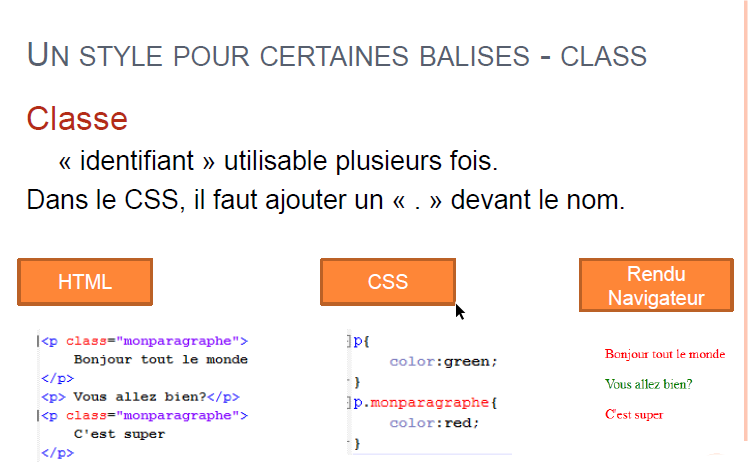 UN STYLE POUR CERTAINES BALISES - CLASS
Classe
« identifiant » utilisable plusieurs fois.
Dans le CSS, il faut ajouter un « . » devant le nom.
HTML
<p class="monparagraphe">
Bonjour tout le monde
</p>
<p> Vous allez bien?</p>
<p class="monparagraphe">
C'est super
</p>
CSS
p{
color:green;
}
p.monparagraphe{
color:red;
}
Rendu
Navigateur
Bonjour tout le monde
Vous allez bien?
C'est super